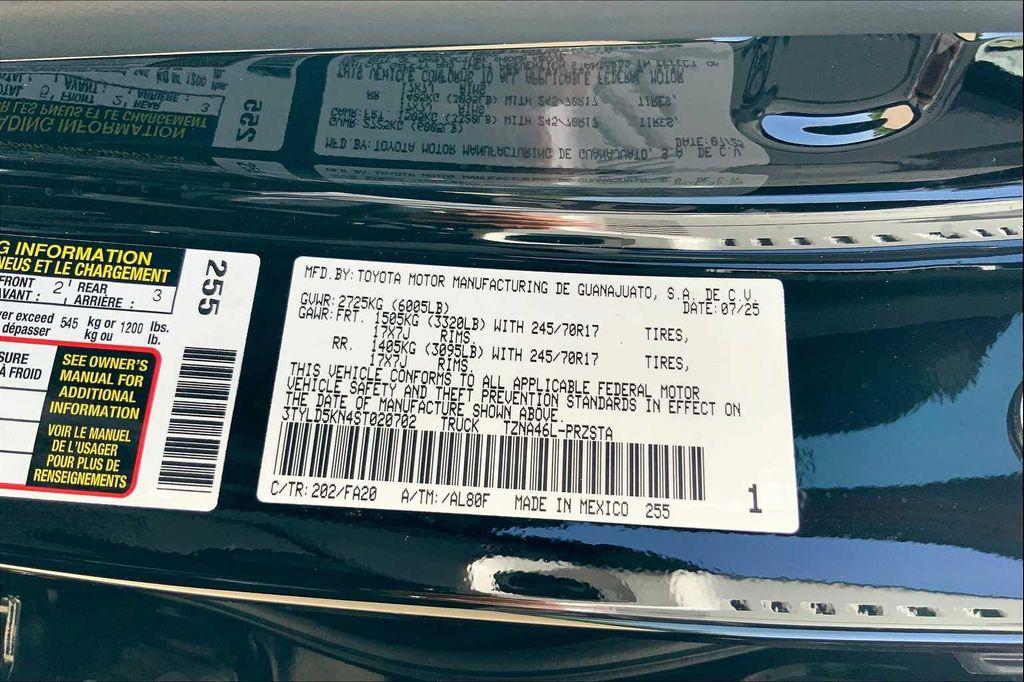 G INFORMATION
NEUS ET LE CHARGEMENT
FRONT 2 REAR 3
AVANT : ARRIÈRE :
ver exceed 545 kg or 1200 lbs.
dépasser kg ou lb.
SURE
À FROID
SEE OWNER'S
MANUAL FOR
ADDITIONAL
INFORMATION
VOIR LE MANUEL
DE L'USAGER
POUR PLUS DE
RENSEIGNEMENTS
255
MFD.BY:TOYOTA MOTOR MANUFACTURING DE GUANAJUATO, S.A. DE C.V.
GVWR:2725KG (6005LB) DATE:07/25
GAWR:FRT. 1505KG (3320LB) WITH 245/70R17 TIRES,
17X7J RIMS.
RR. 1405KG (3095LB) WITH 245/70R17 TIRES,
17X7J RIMS.
THIS VEHICLE CONFORMS TO ALL APPLICABLE FEDERAL MOTOR
VEHICLE SAFETY AND THEFT PREVENTION STANDARDS IN EFFECT ON
THE DATE OF MANUFACTURE SHOWN ABOVE.
3TYLD5KN4ST020702 TRUCK TZNA46L-PRZSTA
C/TR:202/FA20 A/TM:/AL80F MADE IN MEXICO 255 1